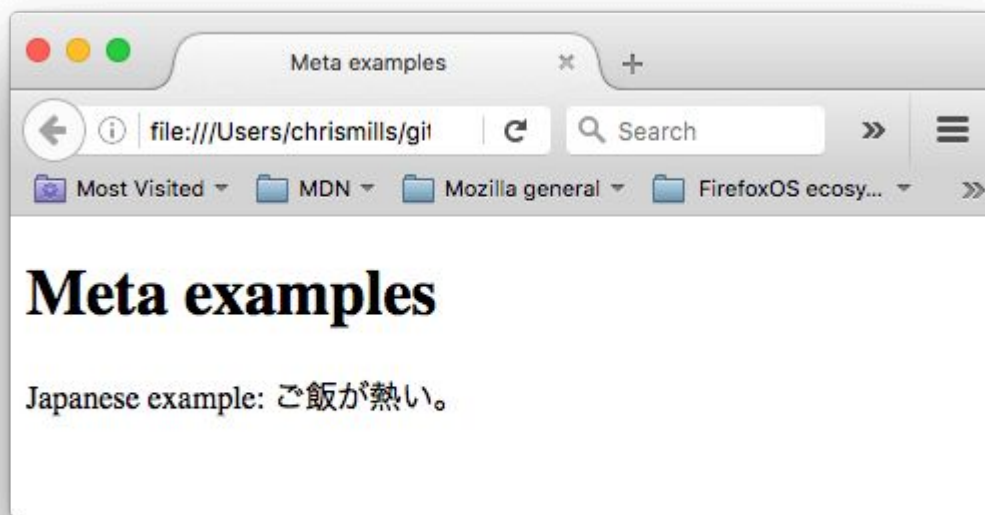 Meta examples
file:///Users/chrismills/git
Search
Most Visited MDN Mozilla general FirefoxOS ecosy...
Meta examples
Japanese example: ご飯が熱い。